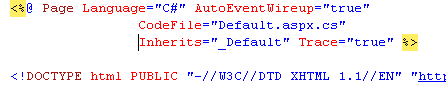 <%@ Page Language="C#" AutoEventWireup="true"
CodeFile="Default.aspx.cs"
Inherits="_Default" Trace="true" %>
<!DOCTYPE html PUBLIC "-//W3C//DTD XHTML 1.1//EN" "http